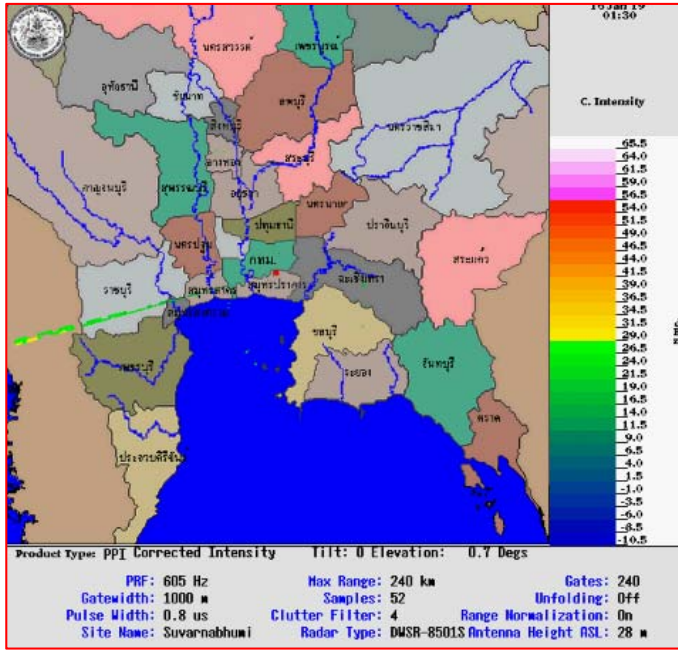 16 Jan 19
01:30
C. Intensity
นครสวรรค์
เพชรบูรณ์
อุทัยธานี
ชัยนาท
ลพบุรี
สิงหบุรี
นครราชสีมา
อ่างทอง
สระบุรี
กาญจนบุรี
สุพรรณบุรี
อยุธยา
นครนายก
ปทุมธานี
ปราจีนบุรี
นครปฐม
กทม.
สระแก้ว
ราชบุรี
สมุทรสาคร
สมุทรปราการ
ฉะเชิงเทรา
ชลบุรี
เพชรบุรี
ระยอง
จันทบุรี
ตราด
ประจวบคีรีขันธ์
65.5
64.0
61.5
59.0
56.5
54.0
51.5
49.0
46.5
44.0
41.5
39.0
36.5
34.0
31.5
29.0
26.5
24.0
21.5
19.0
16.5
14.0
11.5
9.0
6.5
4.0
1.5
-1.0
-3.5
-6.0
-8.5
-10.5
Product Type: PPI Corrected Intensity Tilt: 0 Elevation: 0.7 Degs
PRF: 605 Hz Max Range: 240 km Gates: 240
Gatewidth: 1000 m Samples: 52 Unfolding: Off
Pulse Width: 0.8 us Clutter Filter: 4 Range Normalization: On
Site Name: Suvarnabhumi Radar Type: DWSR-8501S Antenna Height ASL: 28 m